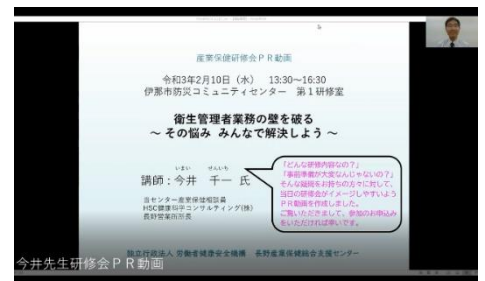 産業保健研修会ＰＲ動画
令和3年2月10日（水） 13:30～16:30
伊那市防災コミュニティセンター 第１研修室
衛生管理者業務の壁を破る
～ その悩み みんなで解決しよう ～
いまい せんいち
講師：今井 千一 氏
当センター産業保健相談員
HSC健康科学コンサルティング(株)
長野営業所所長
「どんな研修内容なの？」
「事前準備が大変なんじゃないの？」
そんな疑問をお持ちの方々に対して、
当日の研修会がイメージしやすいよう
ＰＲ動画を作成しました。
ご覧いただきまして、参加のお申込み
をいただければ幸いです。
独立行政法人 労働者健康安全機構 長野産業保健総合支援センター
今井先生研修会ＰＲ動画